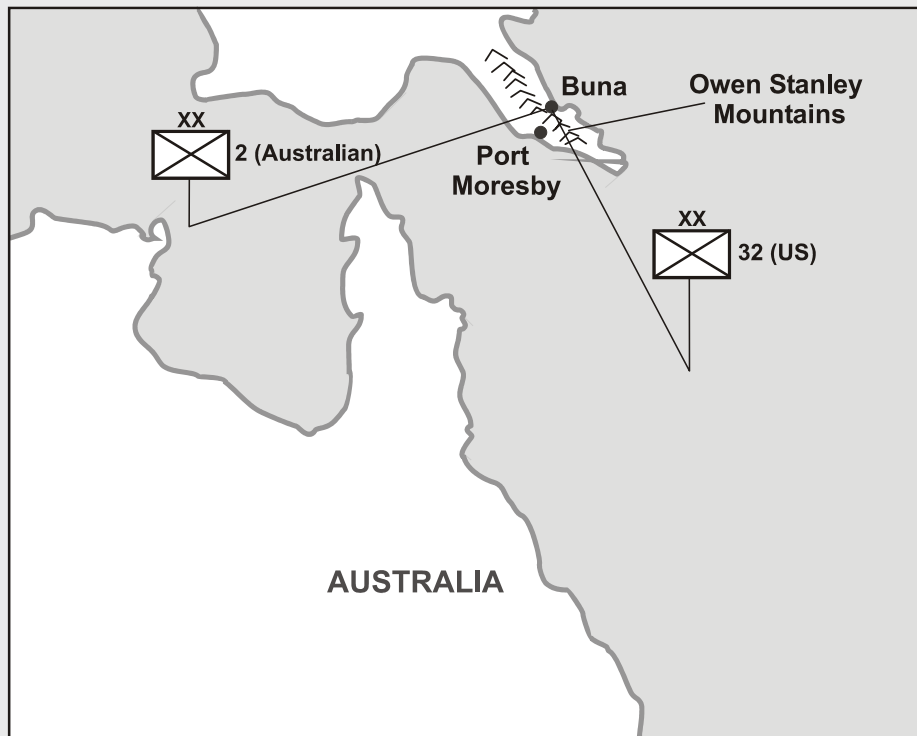 Buna
Owen Stanley
Mountains
XX
2 (Australian)
Port
Moresby
XX
32 (US)
AUSTRALIA